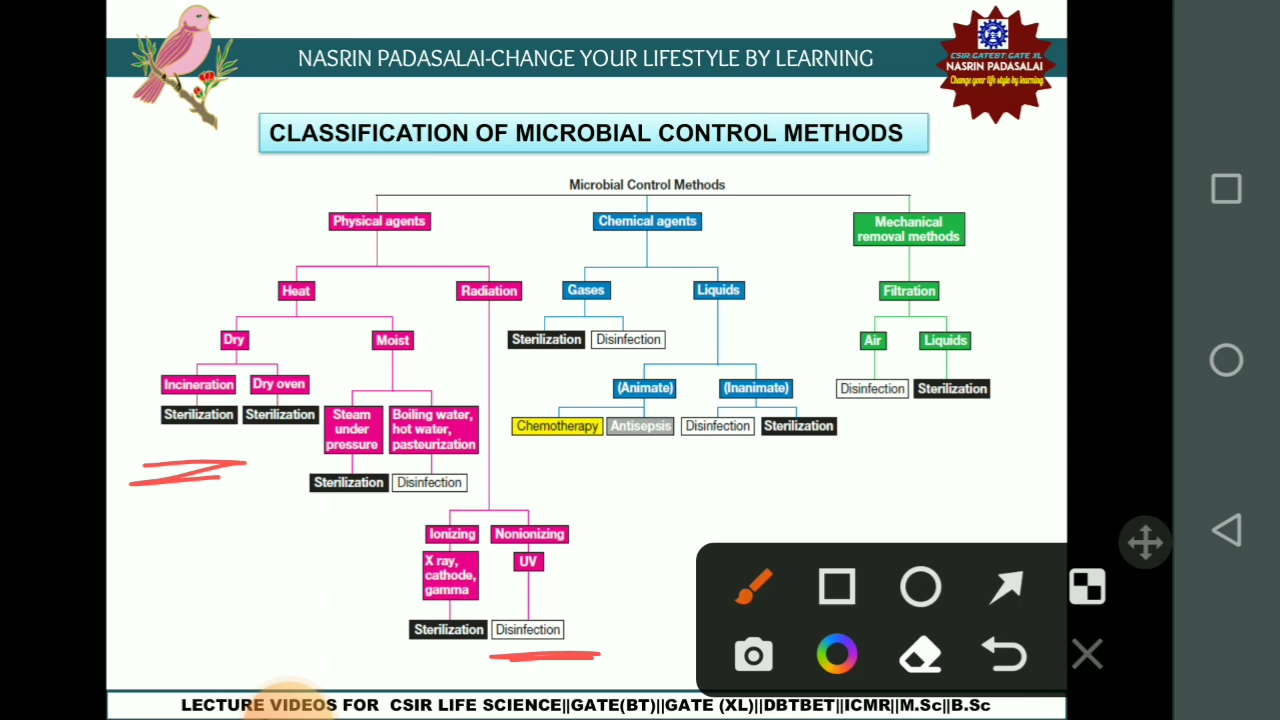 NASRIN PADASALAI-CHANGE YOUR LIFESTYLE BY LEARNING
CSIR GATEBT GATE XL
NASRIN PADASALAI
Change your life style by learning
CLASSIFICATION OF MICROBIAL CONTROL METHODS
Microbial Control Methods
Physical agents
Chemical agents
Mechanical
removal methods
Heat
Radiation
Gases
Liquids
Filtration
Dry
Moist
Sterilization
Disinfection
Air
Liquids
Incineration
Dry oven
(Animate)
(Inanimate)
Disinfection
Sterilization
Sterilization
Sterilization
Steam
under
pressure
Boiling water,
hot water,
pasteurization
Chemotherapy
Antisepsis
Disinfection
Sterilization
Sterilization
Disinfection
Ionizing
Nonionizing
X ray,
cathode,
gamma
UV
Sterilization
Disinfection
LECTURE VIDEOS FOR CSIR LIFE SCIENCE||GATE(BT)||GATE (XL)||DBTBET||ICMR||M.Sc||B.Sc